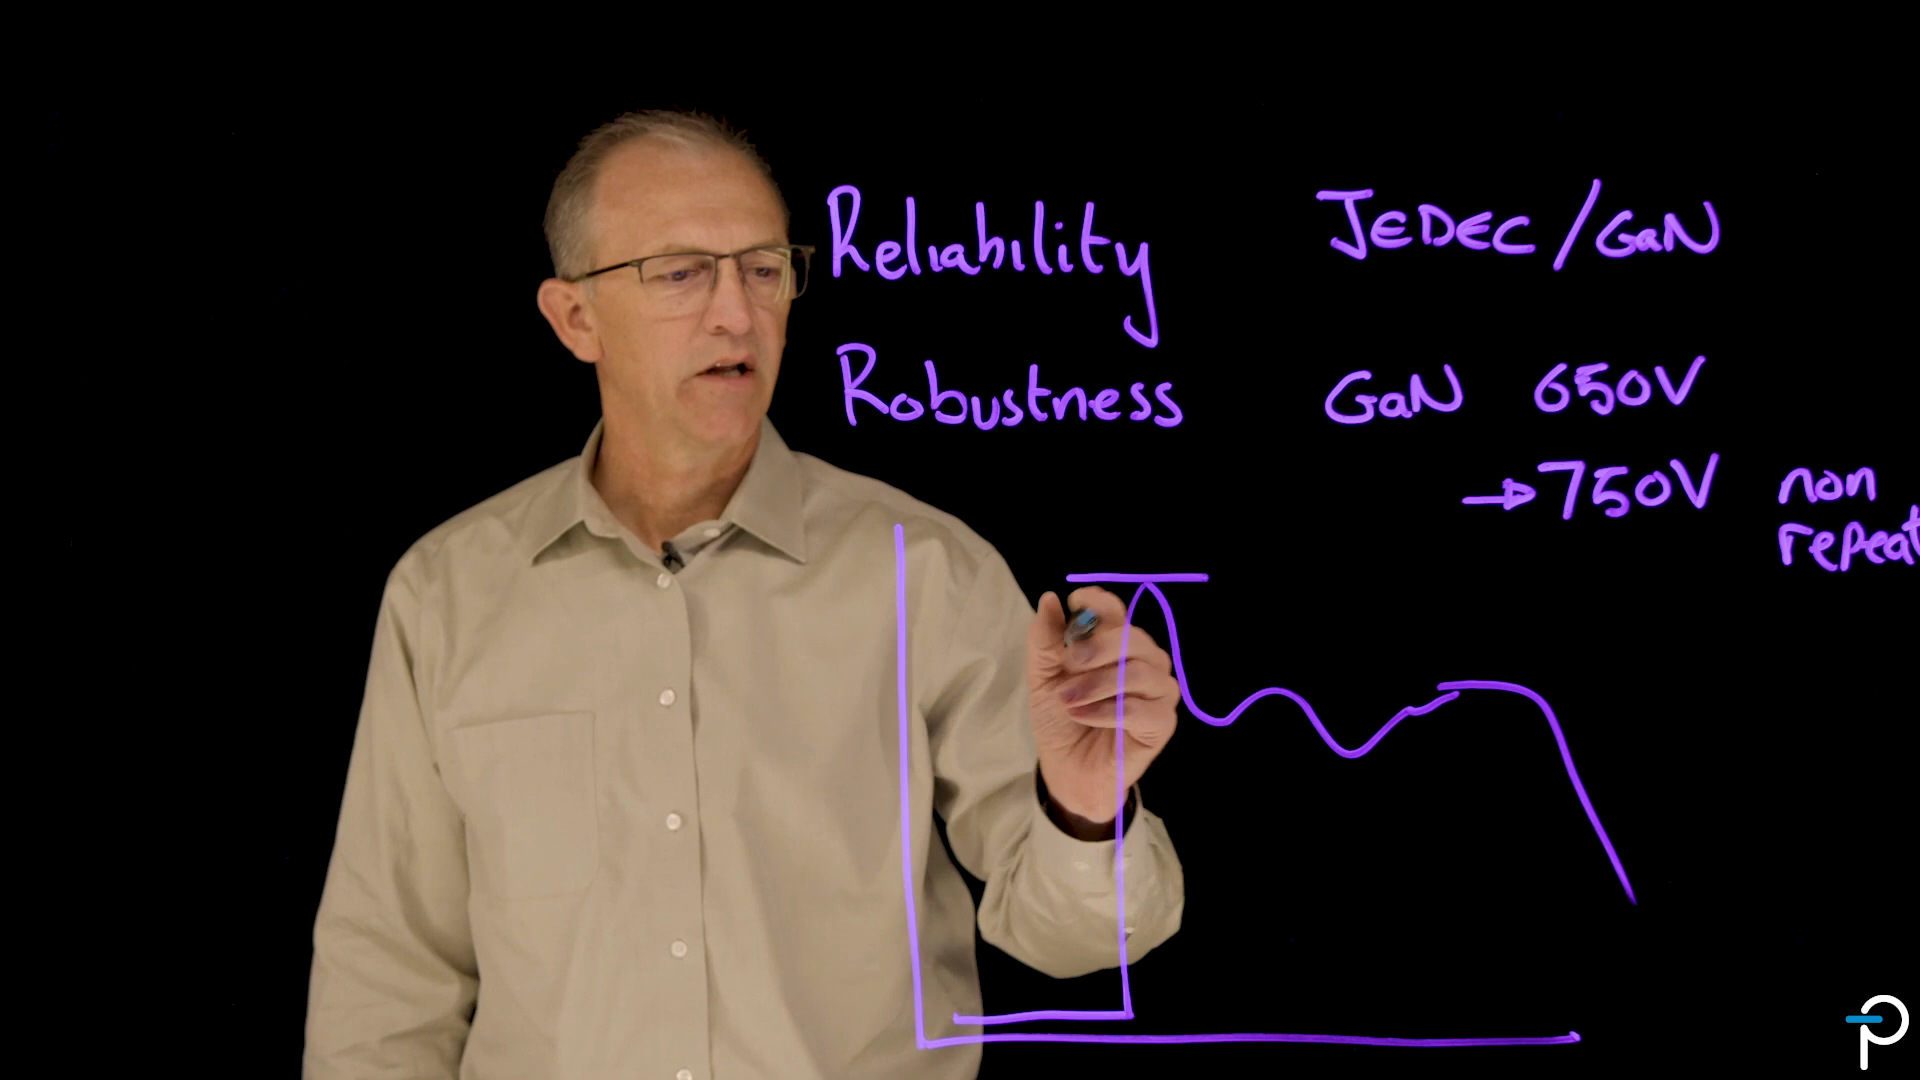 Reliability JEDEC/GaN
Robustness GaN 650V
→750V non
repeat